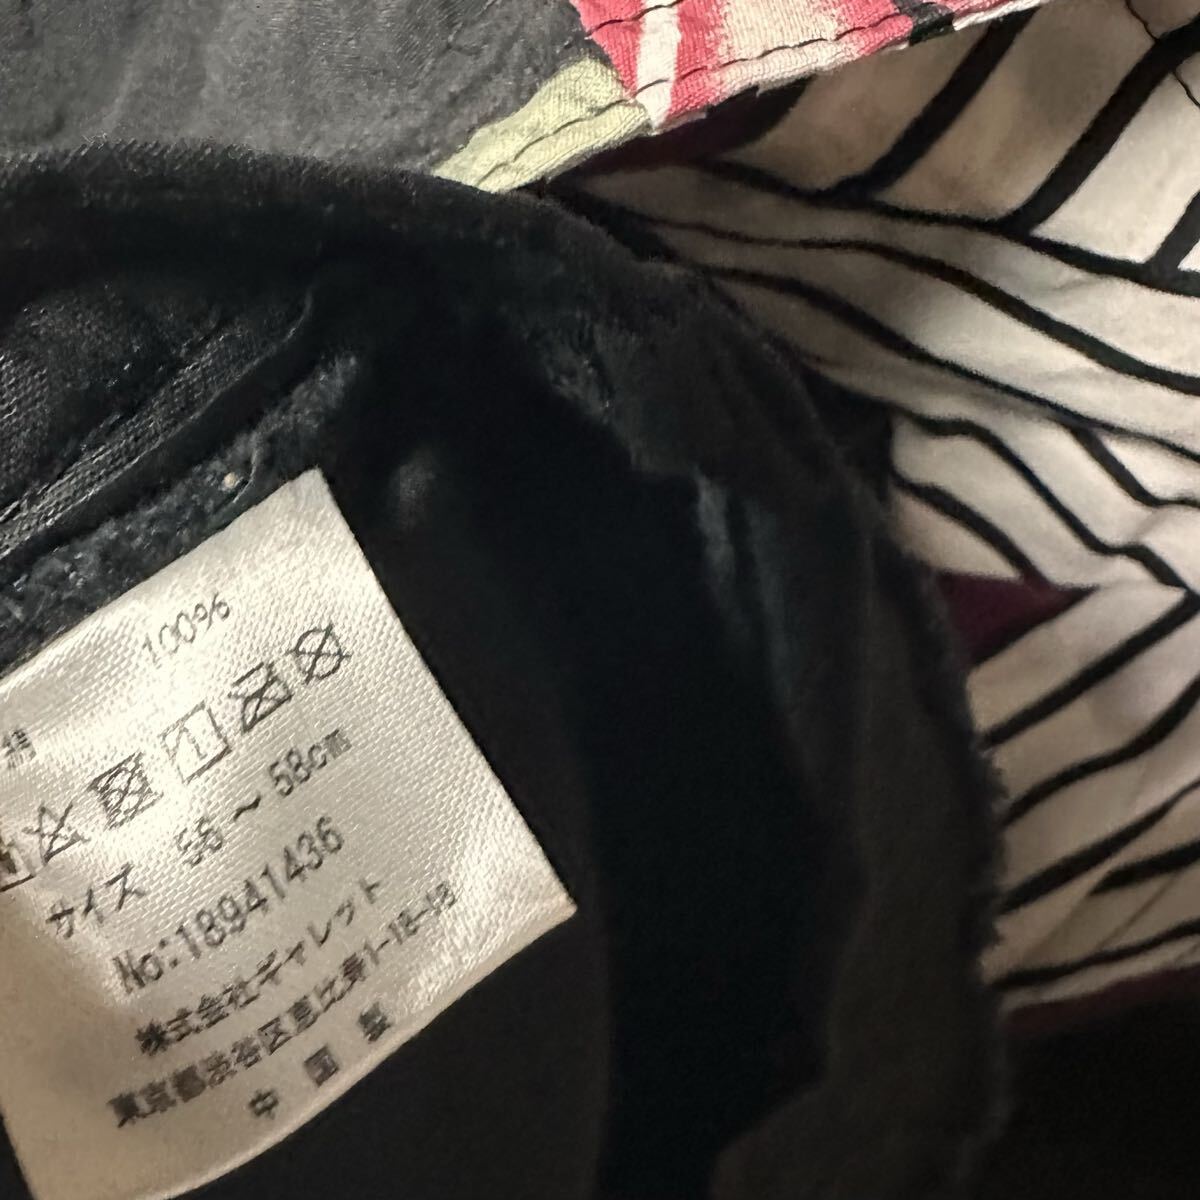 綿 100%
サイズ 56～58cm
No:18941436
株式会社ギャレット
東京都渋谷区恵比寿1-18-18
中国製